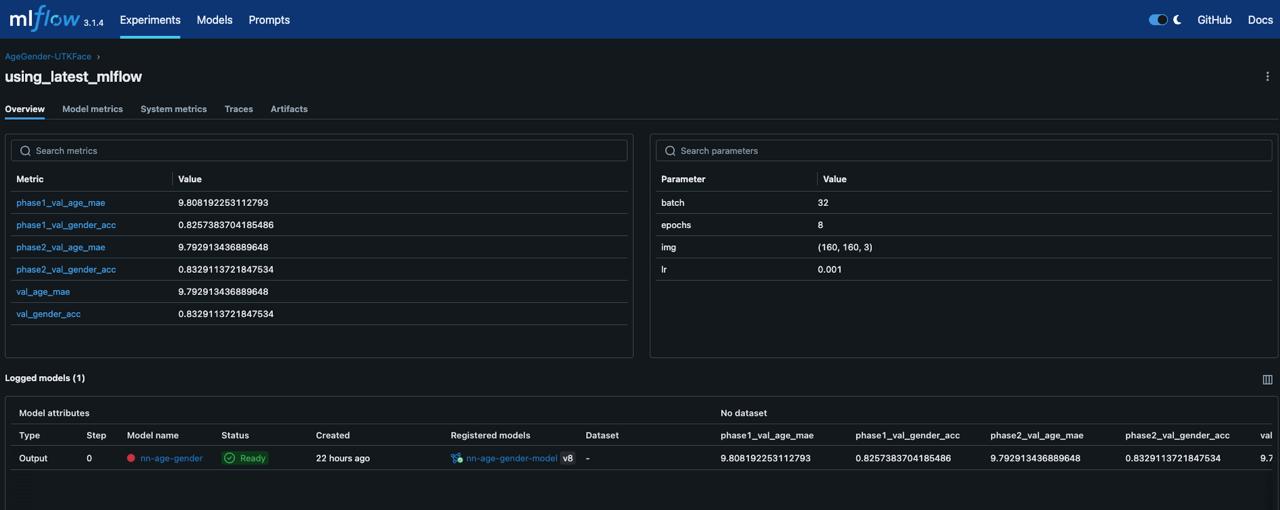 mlflow 3.1.4 Experiments Models Prompts GitHub Docs
AgeGender-UTKFace ›
using_latest_mlflow
Overview Model metrics System metrics Traces Artifacts
Search metrics
Metric Value
phase1_val_age_mae 9.808192253112793
phase1_val_gender_acc 0.8257383704185486
phase2_val_age_mae 9.792913436889648
phase2_val_gender_acc 0.8329113721847534
val_age_mae 9.792913436889648
val_gender_acc 0.8329113721847534
Search parameters
Parameter Value
batch 32
epochs 8
img (160, 160, 3)
lr 0.001
Logged models (1)
Model attributes No dataset
Type Step Model name Status Created Registered models Dataset phase1_val_age_mae phase1_val_gender_acc phase2_val_age_mae phase2_val_gender_acc val
Output 0 nn-age-gender Ready 22 hours ago nn-age-gender-model v8 - 9.808192253112793 0.8257383704185486 9.792913436889648 0.8329113721847534 9.7